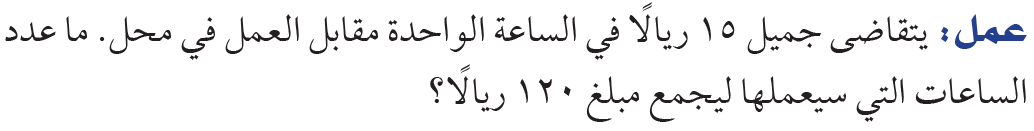 عمل: يتقاضى جميل ١٥ ريالًا في الساعة الواحدة مقابل العمل في محل. ما عدد
الساعات التي سيعملها ليجمع مبلغ ١٢٠ ريالًا؟